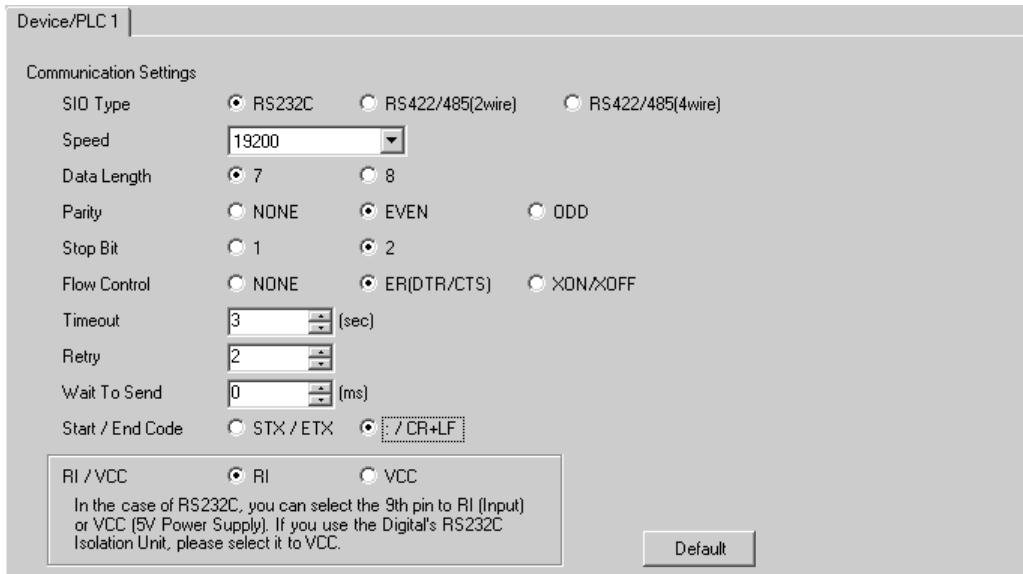 Device/PLC 1
Communication Settings
SIO Type RS232C RS422/485(2wire) RS422/485(4wire)
Speed 19200
Data Length 7 8
Parity NONE EVEN ODD
Stop Bit 1 2
Flow Control NONE ER(DTR/CTS) XON/XOFF
Timeout 3 (sec)
Retry 2
Wait To Send 0 (ms)
Start / End Code STX / ETX : / CR+LF
RI / VCC RI VCC
In the case of RS232C, you can select the 9th pin to RI (Input)
or VCC (5V Power Supply). If you use the Digital's RS232C
Isolation Unit, please select it to VCC.
Default